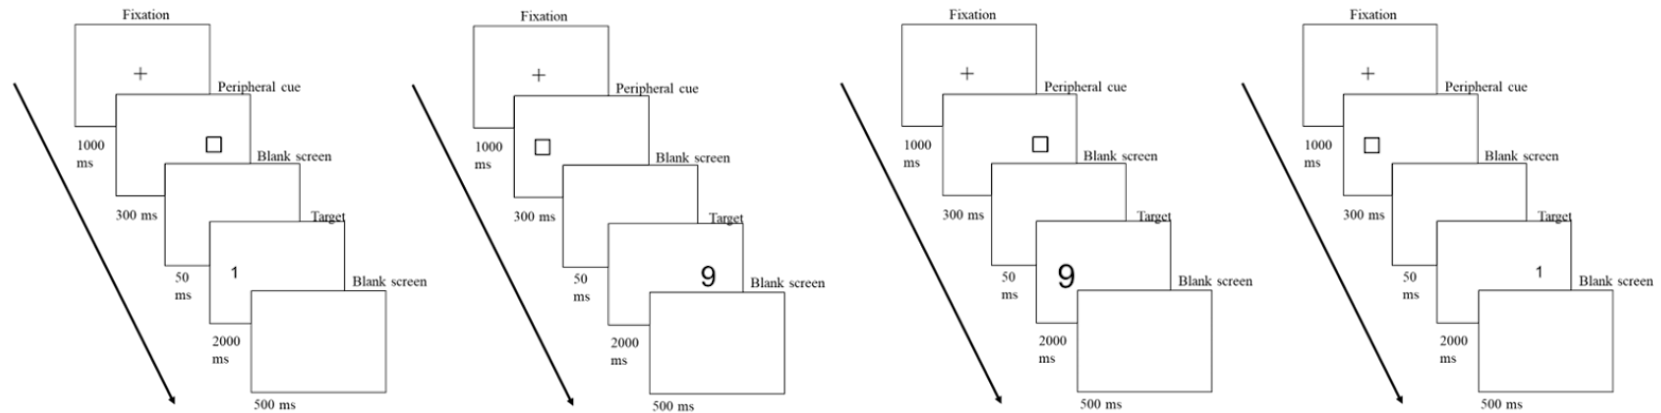 Fixation
Peripheral cue
1000
ms
Blank screen
300 ms
Target
50
ms
1
Blank screen
2000
ms
500 ms
Fixation
Peripheral cue
1000
ms
Blank screen
300 ms
Target
50
ms
9
Blank screen
2000
ms
500 ms
Fixation
Peripheral cue
1000
ms
Blank screen
300 ms
Target
50
ms
9
Blank screen
2000
ms
500 ms
Fixation
Peripheral cue
1000
ms
Blank screen
300 ms
Target
50
ms
1
Blank screen
2000
ms
500 ms